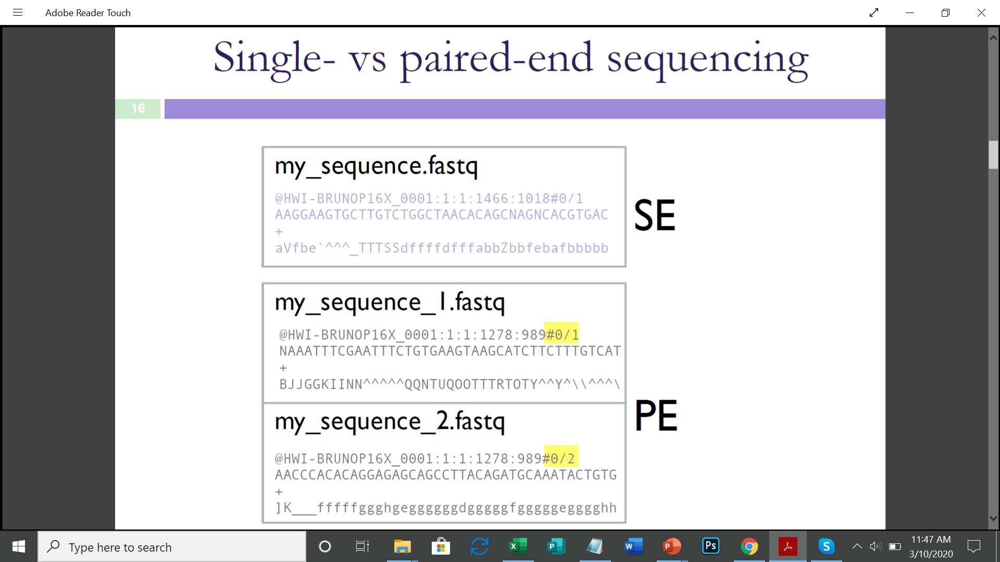 Adobe Reader Touch
Single- vs paired-end sequencing
16
my_sequence.fastq
@HWI-BRUNOP16X_0001:1:1:1466:1018#0/1
AAGGAAGTGCTTGTCTGGCTAACACAGCNAGNCACGTGAC
+
aVfbe`^^^_TTTSSdffffdfffabbZbbfebafbbbbb
SE
my_sequence_1.fastq
@HWI-BRUNOP16X_0001:1:1:1278:989#0/1
NAAATTTCGAATTTCTGTGAAGTAAGCATCTTCTTTGTCAT
+
BJJGGKIINN^^^^^QQNTUQOOTTTRTOTY^^Y^\\^^^\
PE
my_sequence_2.fastq
@HWI-BRUNOP16X_0001:1:1:1278:989#0/2
AACCCACACAGGAGAGCAGCCTTACAGATGCAAATACTGTG
+
]K___fffffggghgeggggggdgggggfgggggegggghh
Type here to search
11:47 AM
3/10/2020